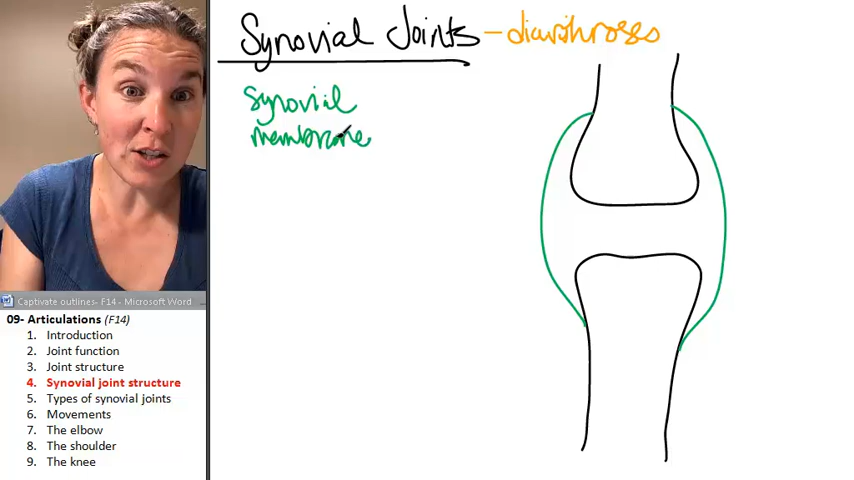 Synovial Joints - diarthroses
Synovial
membrane
Captivate outlines- F14 - Microsoft Word
09- Articulations (F14)
1. Introduction
2. Joint function
3. Joint structure
4. Synovial joint structure
5. Types of synovial joints
6. Movements
7. The elbow
8. The shoulder
9. The knee